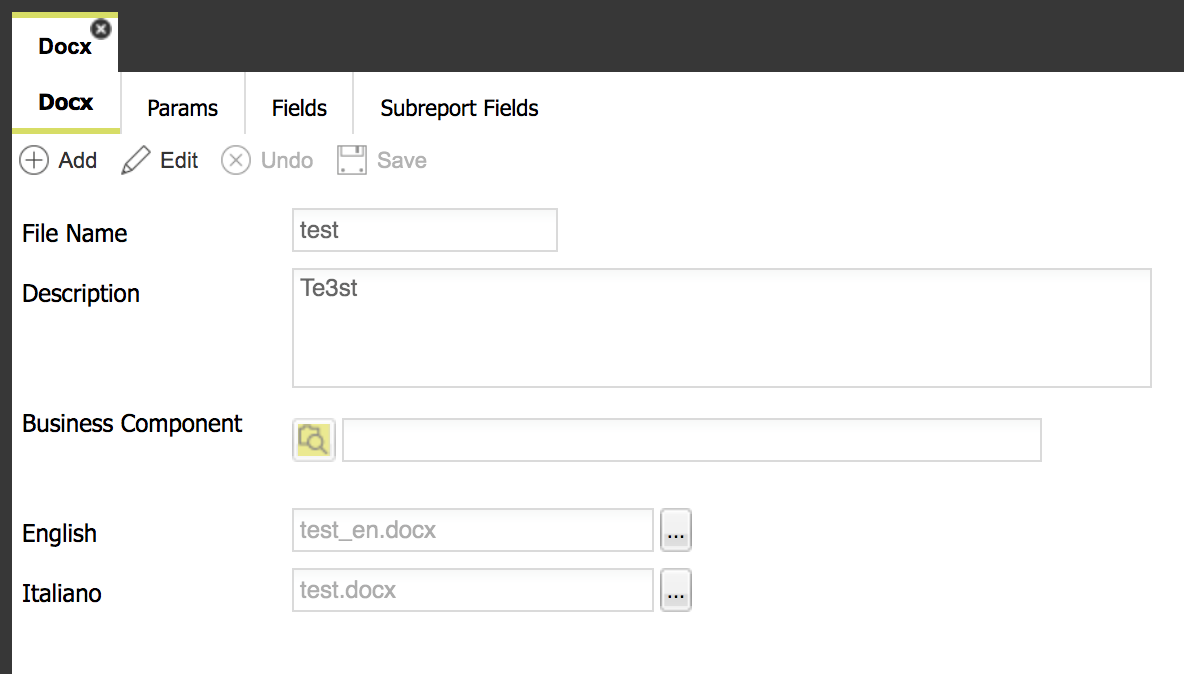 Docx
Docx Params Fields Subreport Fields
Add Edit Undo Save
File Name test
Description Te3st
Business Component
English test_en.docx ...
Italiano test.docx ...